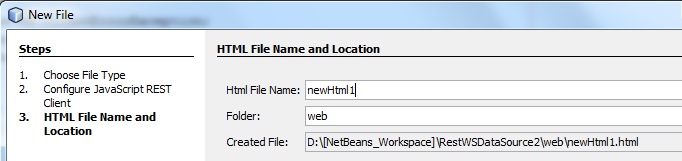 New File
Steps
1. Choose File Type
2. Configure JavaScript REST
Client
3. HTML File Name and
Location
HTML File Name and Location
Html File Name: newHtml1
Folder: web
Created File: D:\[NetBeans_Workspace]\RestWSDataSource2\web\newHtml1.html